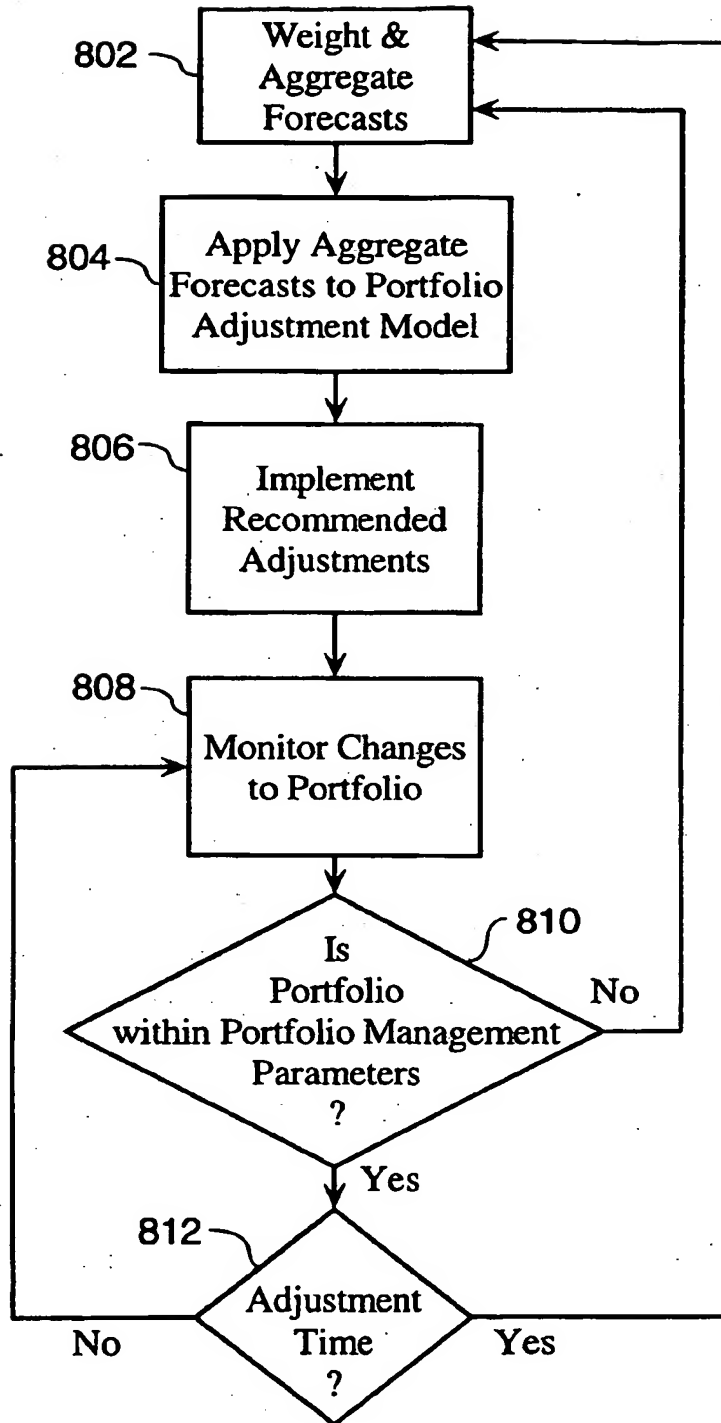 802
Weight &
Aggregate
Forecasts
804
Apply Aggregate
Forecasts to Portfolio
Adjustment Model
806
Implement
Recommended
Adjustments
808
Monitor Changes
to Portfolio
810
Is
Portfolio
within Portfolio Management
Parameters
?
No
Yes
812
Adjustment
Time
?
No
Yes